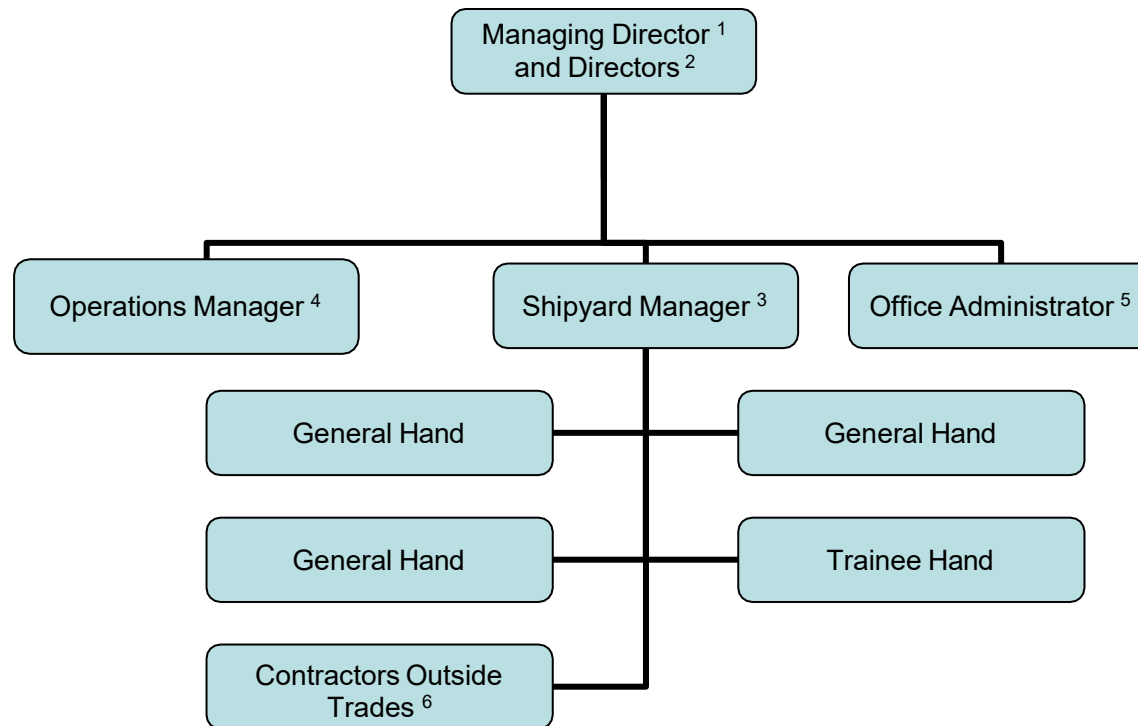 Managing Director ¹
and Directors ²
Operations Manager ⁴
Shipyard Manager ³
Office Administrator ⁵
General Hand
General Hand
General Hand
Trainee Hand
Contractors Outside
Trades ⁶